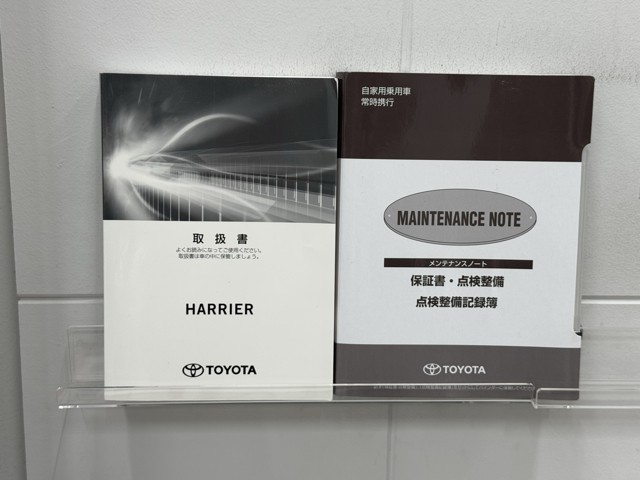 取扱書
よくお読みになってご使用ください。
取扱書は車の中に保管しましょう。
HARRIER
TOYOTA
自家用乗用車
常時携行
MAINTENANCE NOTE
メンテナンスノート
保証書・点検整備
点検整備記録簿
TOYOTA